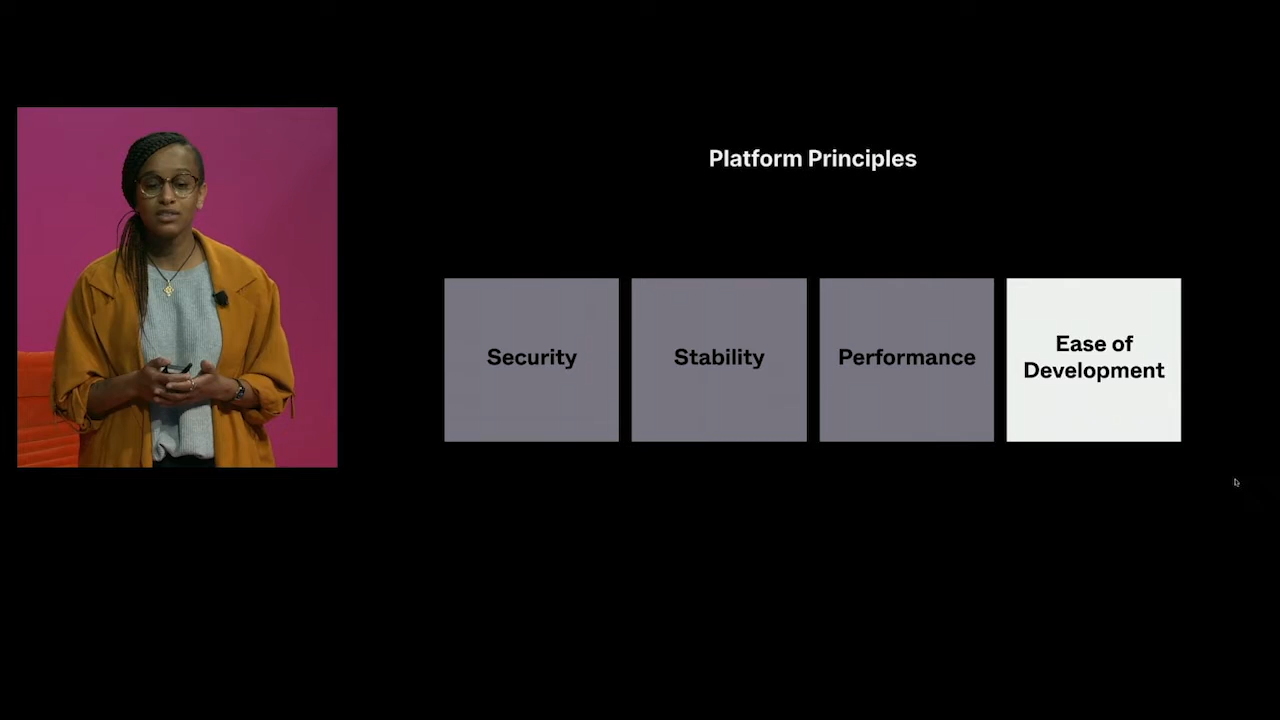 Platform Principles
Security
Stability
Performance
Ease of
Development